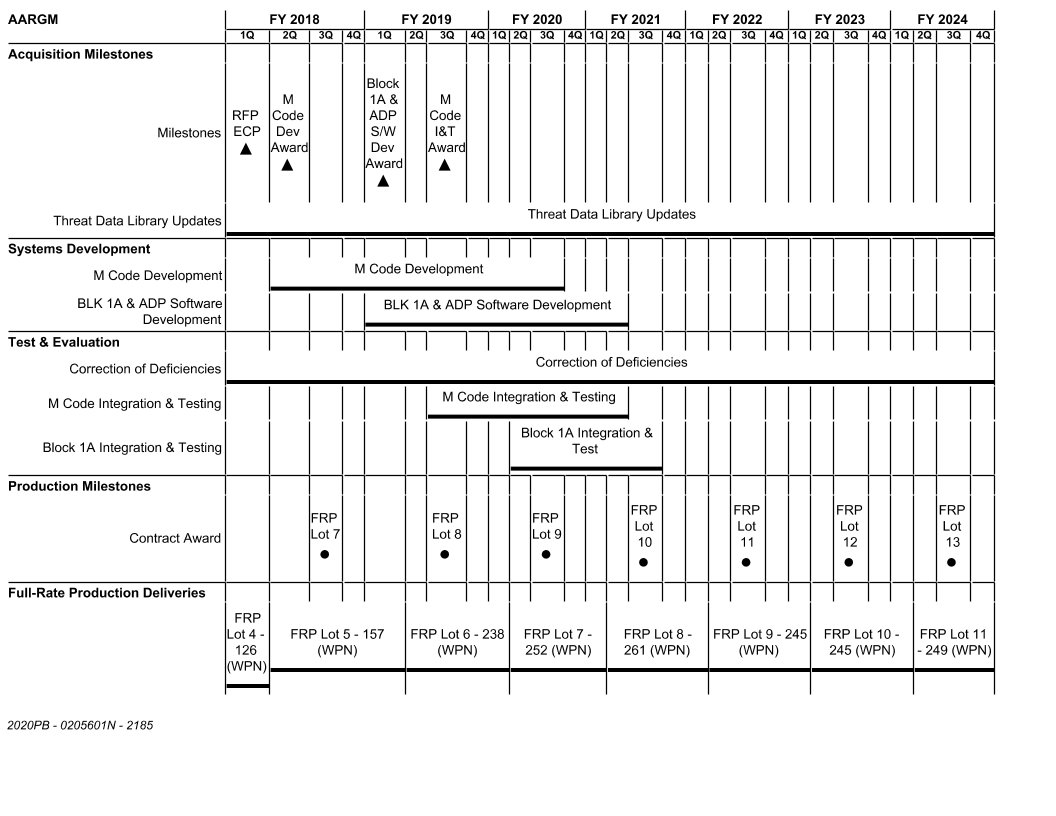 AARGM FY 2018 FY 2019 FY 2020 FY 2021 FY 2022 FY 2023 FY 2024
1Q 2Q 3Q 4Q 1Q 2Q 3Q 4Q 1Q 2Q 3Q 4Q 1Q 2Q 3Q 4Q 1Q 2Q 3Q 4Q 1Q 2Q 3Q 4Q 1Q 2Q 3Q 4Q
Acquisition Milestones
Milestones
RFP
ECP
M
Code
Dev
Award
Block
1A &
ADP
S/W
Dev
Award
M
Code
I&T
Award
Threat Data Library Updates
Threat Data Library Updates
Systems Development
M Code Development
M Code Development
BLK 1A & ADP Software
Development
BLK 1A & ADP Software Development
Test & Evaluation
Correction of Deficiencies
Correction of Deficiencies
M Code Integration & Testing
M Code Integration & Testing
Block 1A Integration & Testing
Block 1A Integration &
Test
Production Milestones
Contract Award
FRP
Lot 7
FRP
Lot 8
FRP
Lot 9
FRP
Lot
10
FRP
Lot
11
FRP
Lot
12
FRP
Lot
13
Full-Rate Production Deliveries
FRP
Lot 4 -
126
(WPN)
FRP Lot 5 - 157
(WPN)
FRP Lot 6 - 238
(WPN)
FRP Lot 7 -
252 (WPN)
FRP Lot 8 -
261 (WPN)
FRP Lot 9 - 245
(WPN)
FRP Lot 10 -
245 (WPN)
FRP Lot 11
- 249 (WPN)
2020PB - 0205601N - 2185